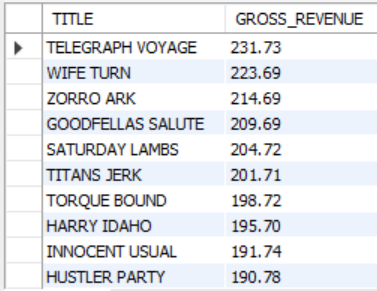 TITLE GROSS_REVENUE
TELEGRAPH VOYAGE 231.73
WIFE TURN 223.69
ZORRO ARK 214.69
GOODFELLAS SALUTE 209.69
SATURDAY LAMBS 204.72
TITANS JERK 201.71
TORQUE BOUND 198.72
HARRY IDAHO 195.70
INNOCENT USUAL 191.74
HUSTLER PARTY 190.78